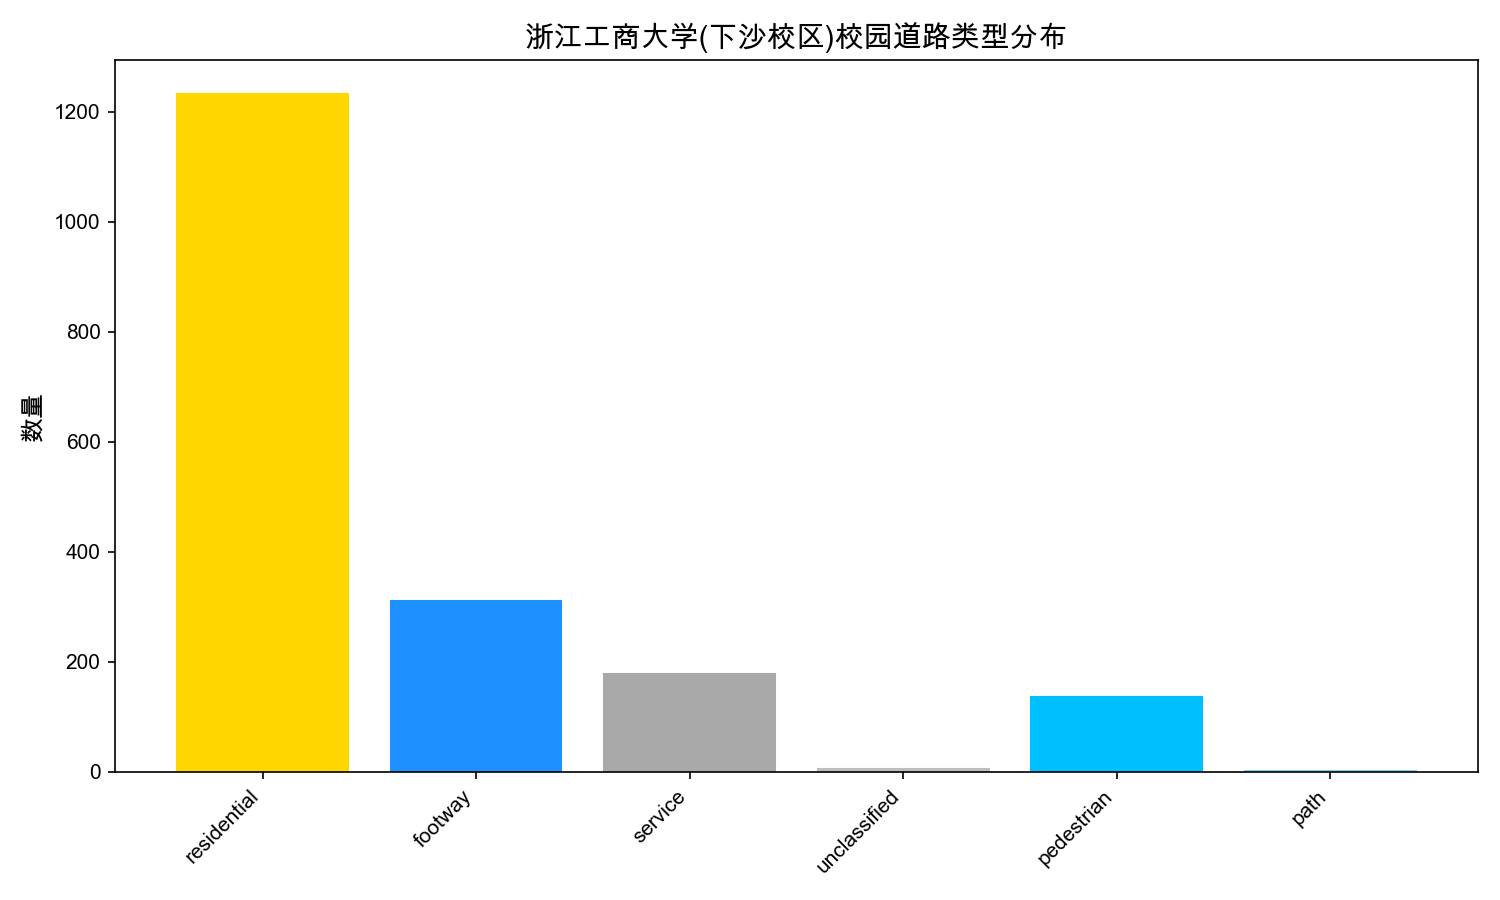 浙江工商大学(下沙校区)校园道路类型分布
数量
1200
1000
800
600
400
200
0
residential
footway
service
unclassified
pedestrian
path